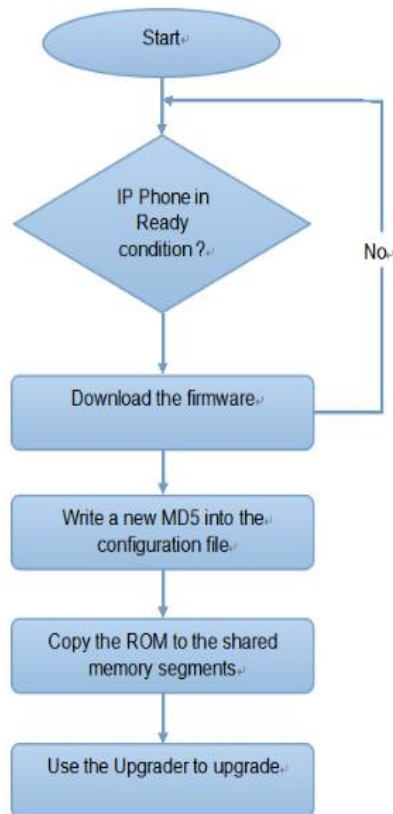 Start
IP Phone in
Ready
condition?
No
Download the firmware
Write a new MD5 into the
configuration file
Copy the ROM to the shared
memory segments
Use the Upgrader to upgrade